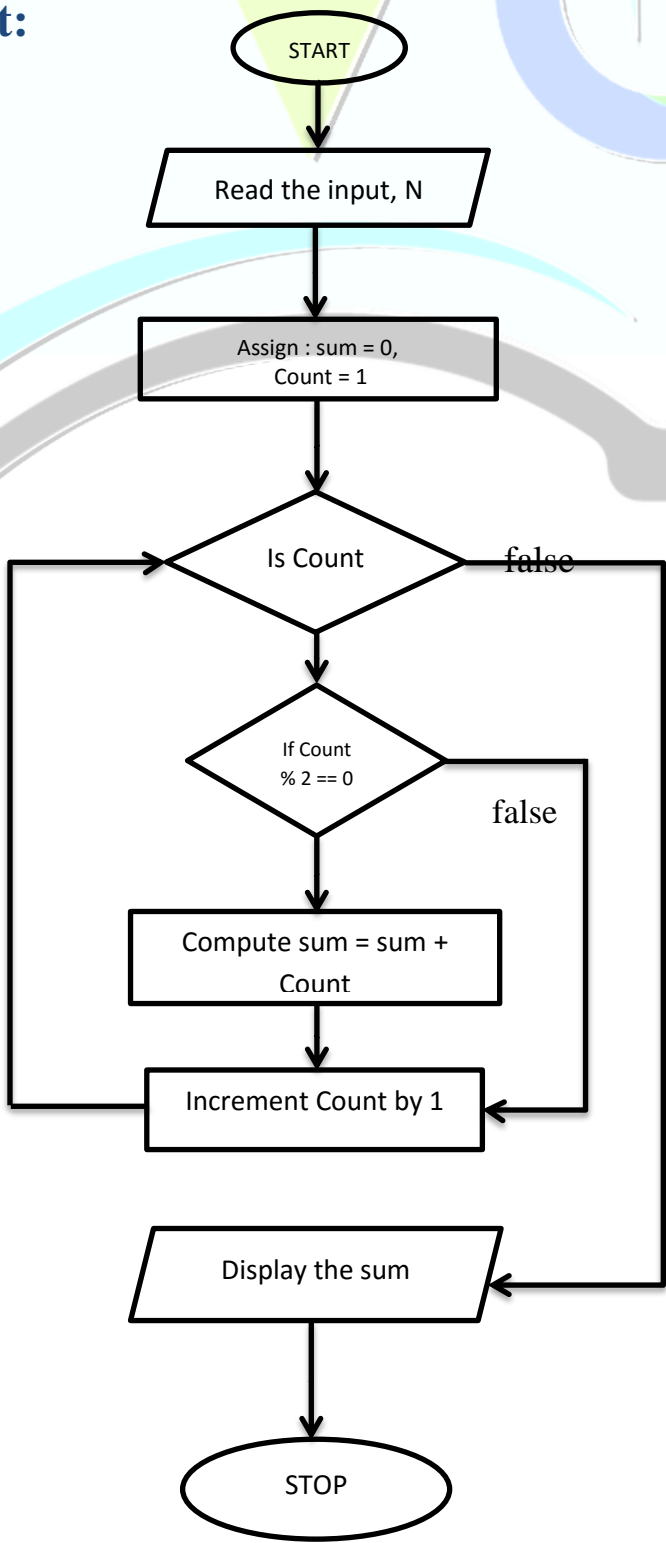 t:
START
Read the input, N
Assign : sum = 0,
Count = 1
Is Count
false
If Count
% 2 == 0
false
Compute sum = sum +
Count
Increment Count by 1
Display the sum
STOP